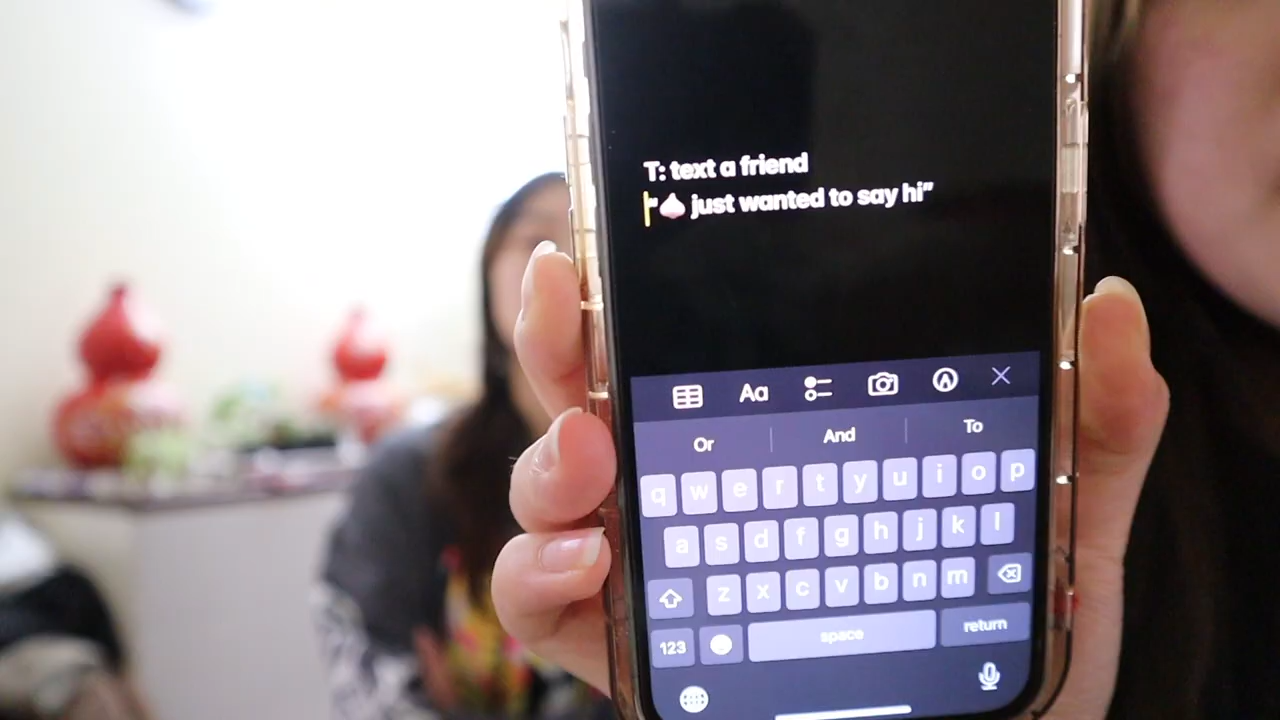 T: text a friend
"🧄 just wanted to say hi"
Aa
Or And To
q w e r t y u i o p
a s d f g h j k l
z x c v b n m
123 space return